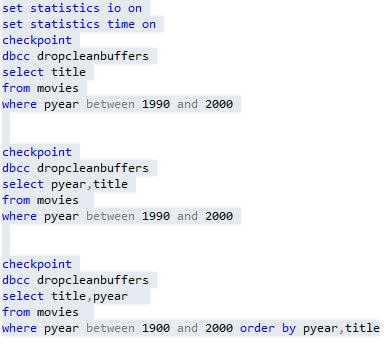 set statistics io on
set statistics time on
checkpoint
dbcc dropcleanbuffers
select title
from movies
where pyear between 1990 and 2000
checkpoint
dbcc dropcleanbuffers
select pyear,title
from movies
where pyear between 1990 and 2000
checkpoint
dbcc dropcleanbuffers
select title,pyear
from movies
where pyear between 1900 and 2000 order by pyear,title